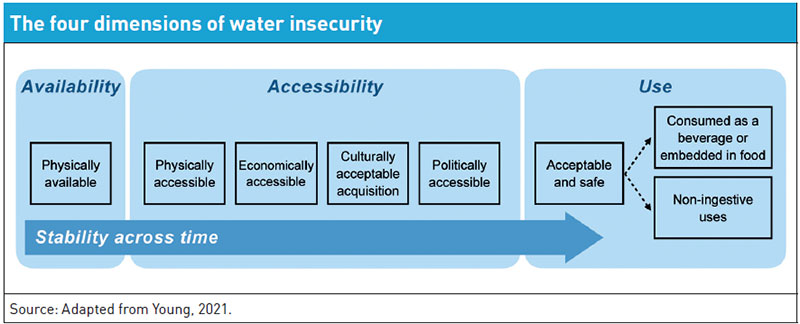 The four dimensions of water insecurity
Availability
Accessibility
Use
Physically
available
Physically
accessible
Economically
accessible
Culturally
acceptable
acquisition
Politically
accessible
Acceptable
and safe
Consumed as a
beverage or
embedded in food
Non-ingestive
uses
Stability across time
Source: Adapted from Young, 2021.